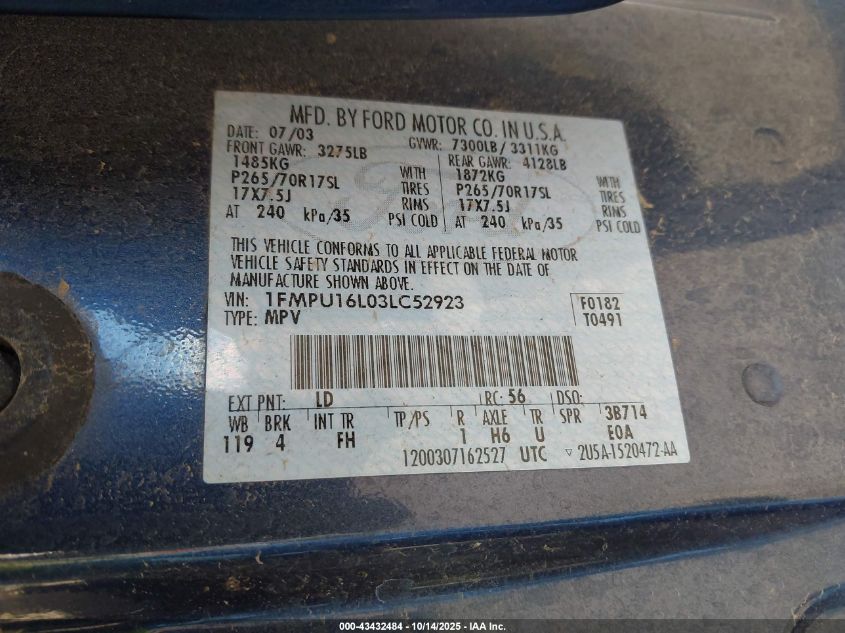 MFD. BY FORD MOTOR CO. IN U.S.A.
DATE: 07/03 GVWR: 7300LB / 3311KG
FRONT GAWR: 3275LB REAR GAWR: 4128LB
1485KG WITH 1872KG WITH
P265/70R17SL TIRES P265/70R17SL TIRES
17X7.5J RIMS 17X7.5J RIMS
AT 240 kPa/35 PSI COLD AT 240 kPa/35 PSI COLD
THIS VEHICLE CONFORMS TO ALL APPLICABLE FEDERAL MOTOR
VEHICLE SAFETY STANDARDS IN EFFECT ON THE DATE OF
MANUFACTURE SHOWN ABOVE.
VIN: 1FMPU16L03LC52923 F0182
TYPE: MPV T0491
EXT PNT: LD RC: 56 DSO:
WB BRK INT TR TP/PS R AXLE TR SPR 3B714
119 4 FH 1 H6 U E0A
1200307162527 UTC ▽ 2U5A-1520472-AA
000-43432484 - 10/14/2025 - IAA Inc.